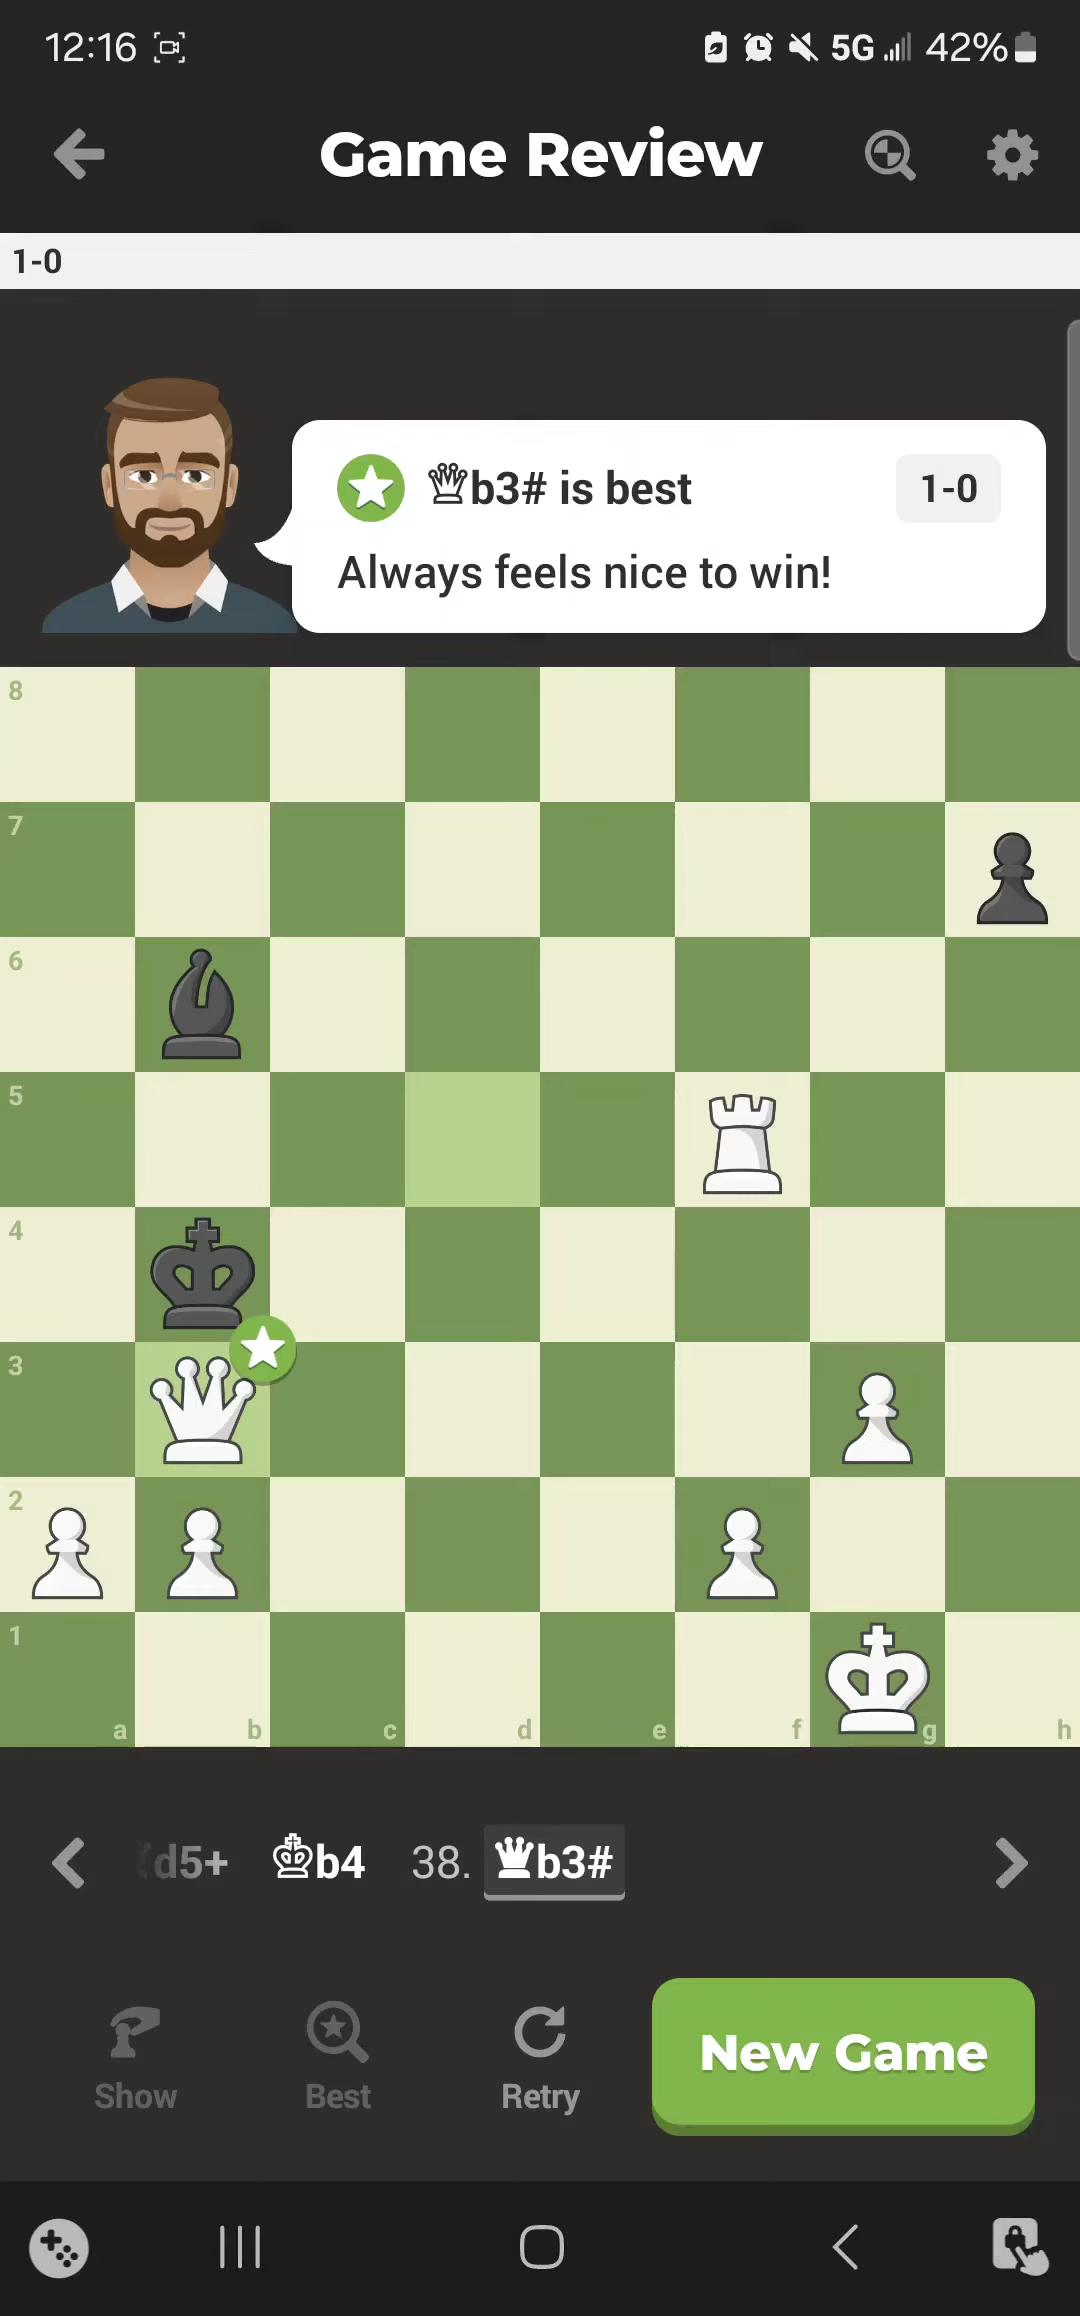 12:16 5G 42%
Game Review
1-0
♕b3# is best 1-0
Always feels nice to win!
8
7
6
5
4
3
2
1
a b c d e f g h
d5+ ♔b4 38. ♛b3#
Show Best Retry New Game